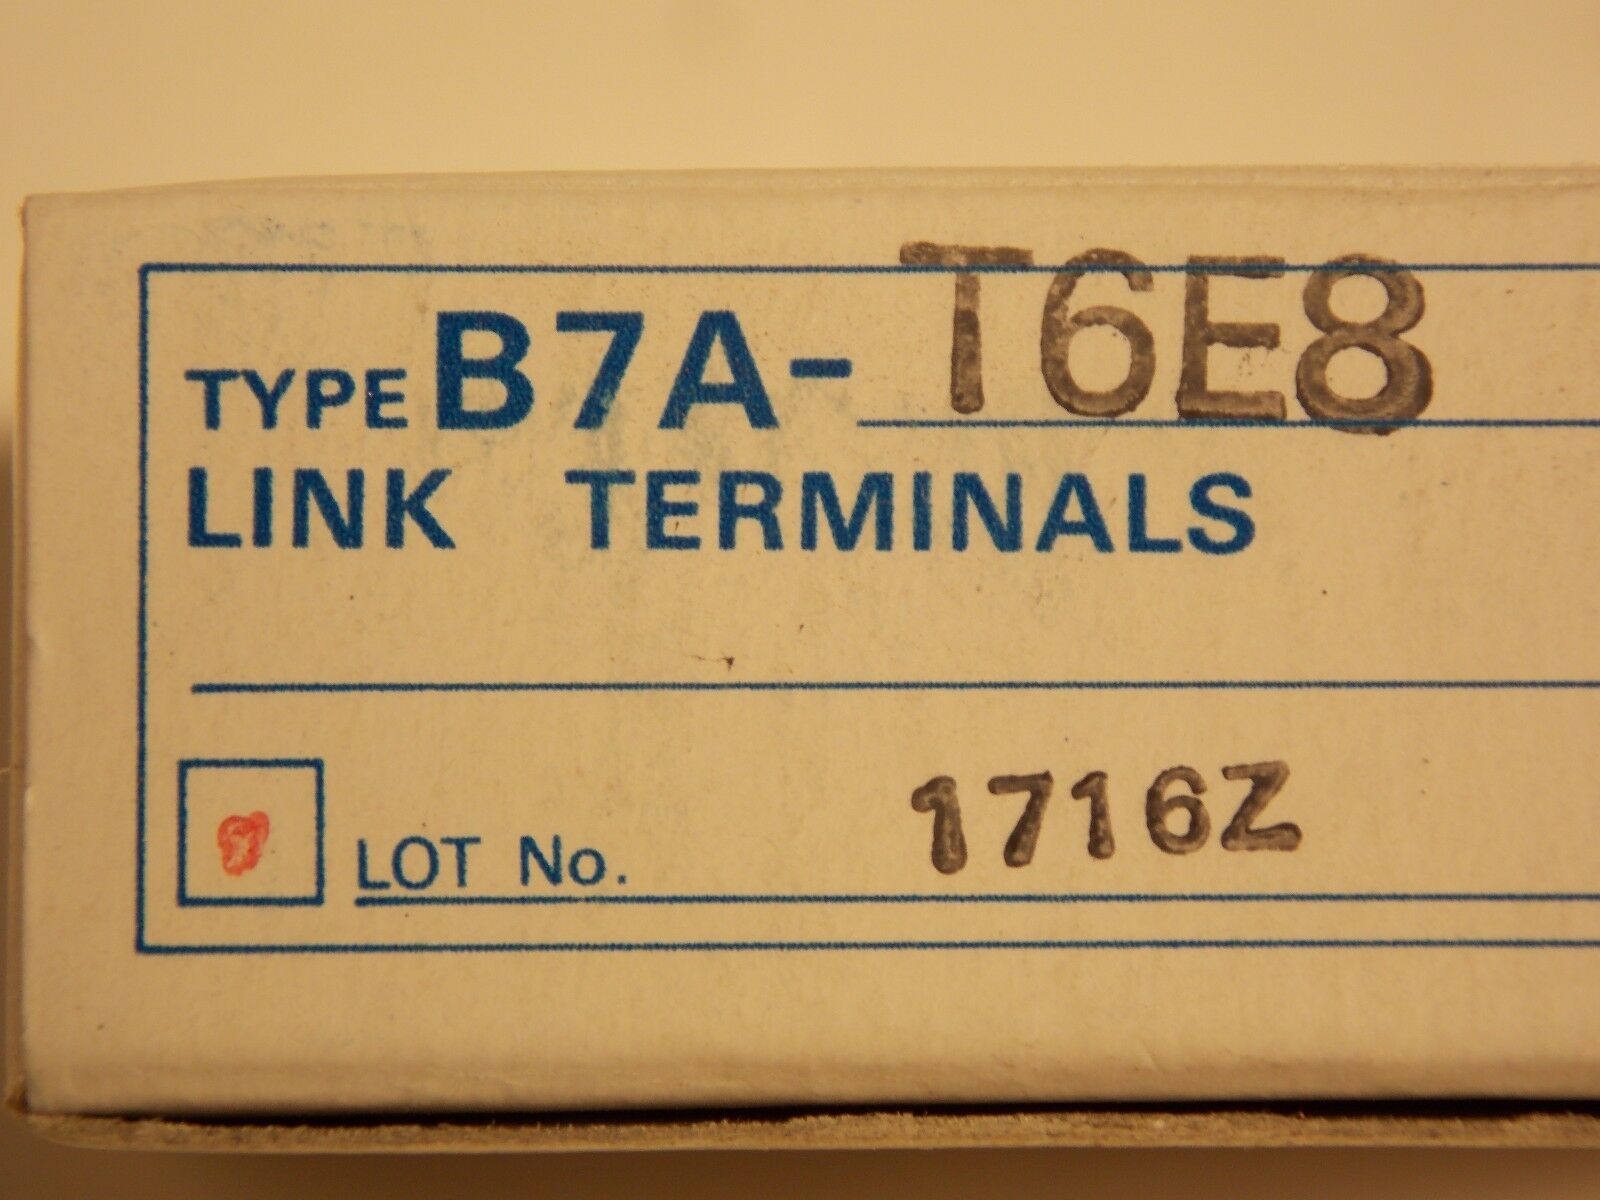 TYPE B7A-T6E8
LINK TERMINALS
LOT No. 1716Z